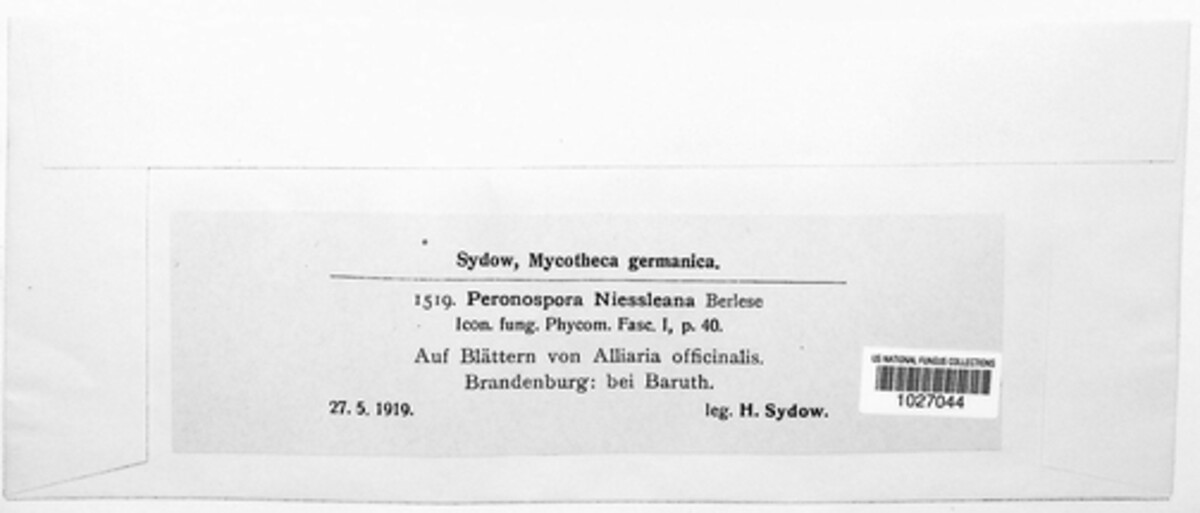 Sydow, Mycotheca germanica.
1519. Peronospora Niessleana Berlese
Icon. fung. Phycom. Fasc. I, p. 40.
Auf Blättern von Alliaria officinalis.
Brandenburg: bei Baruth.
27. 5. 1919. leg. H. Sydow.
US NATIONAL FUNGUS COLLECTIONS
1027044